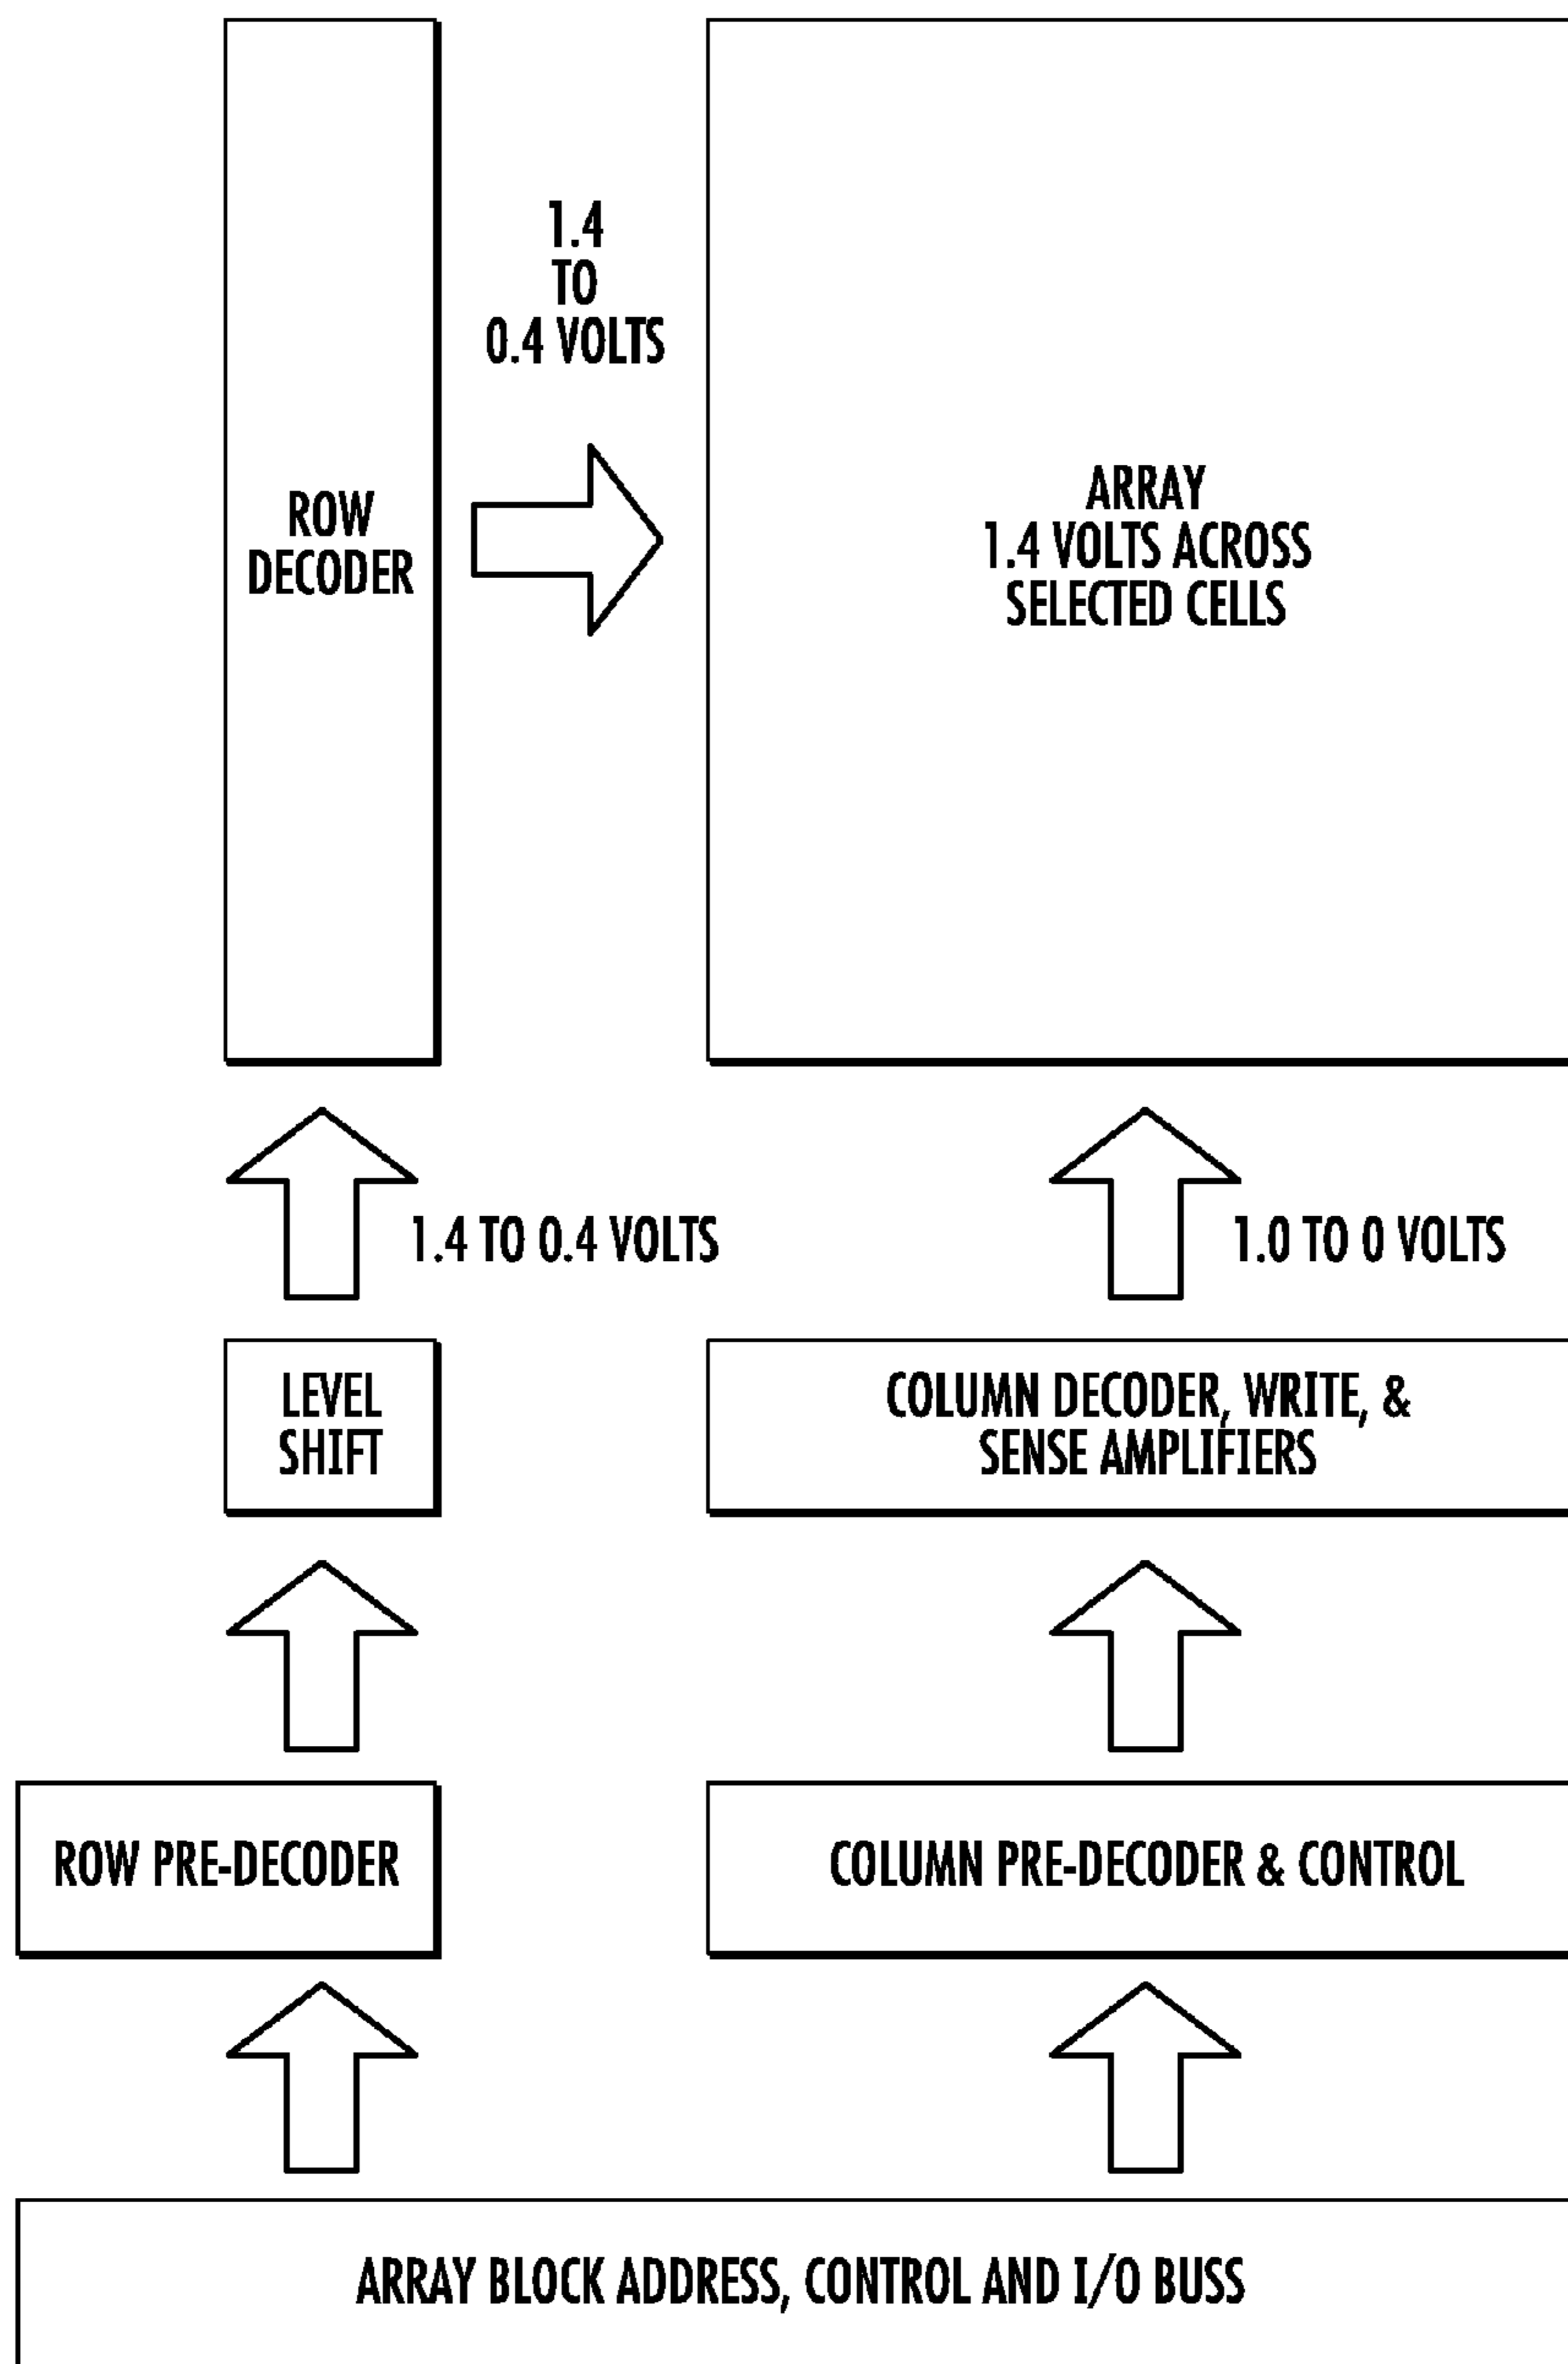 1.4
TO
0.4 VOLTS
ROW
DECODER
ARRAY
1.4 VOLTS ACROSS
SELECTED CELLS
1.4 TO 0.4 VOLTS
1.0 TO 0 VOLTS
LEVEL
SHIFT
COLUMN DECODER, WRITE, &
SENSE AMPLIFIERS
ROW PRE-DECODER
COLUMN PRE-DECODER & CONTROL
ARRAY BLOCK ADDRESS, CONTROL AND I/O BUSS